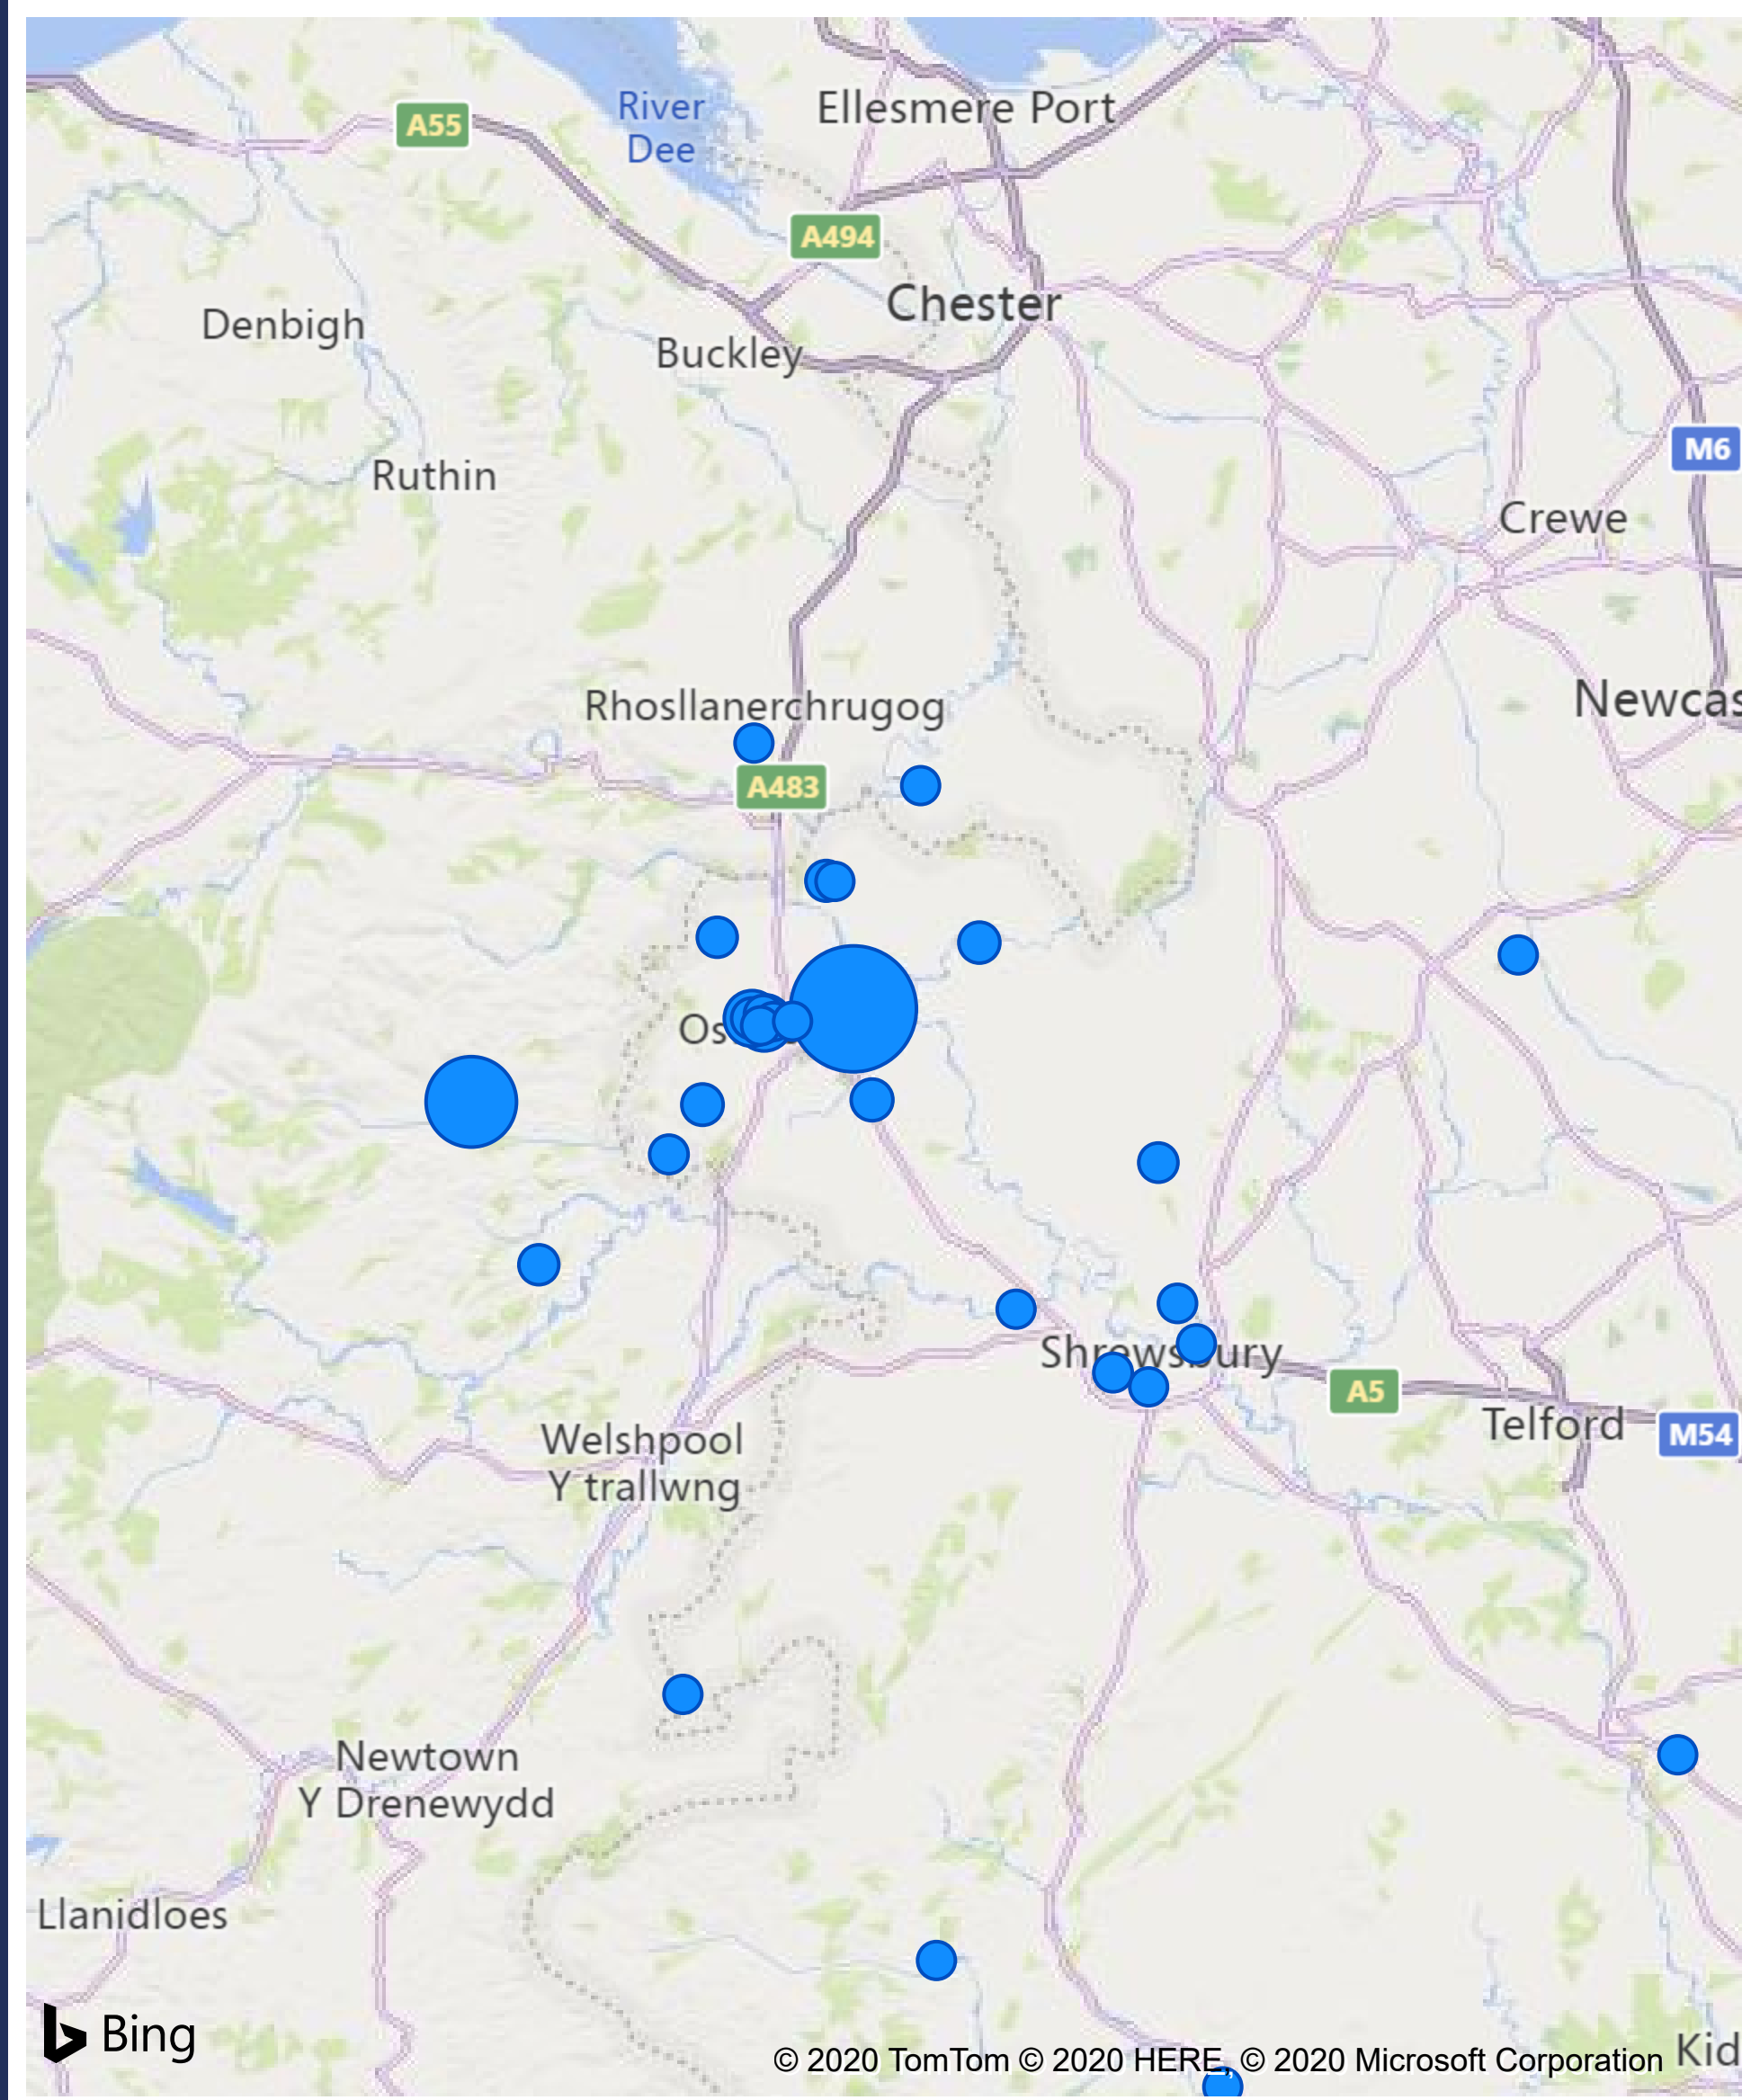 River
Dee
Ellesmere Port
A55
A494
Chester
Denbigh
Buckley
M6
Ruthin
Crewe
Rhosllanerchrugog
Newcas
A483
Os
Shrewsbury
A5
Telford
M54
Welshpool
Y trallwng
Newtown
Y Drenewydd
Llanidloes
Bing
© 2020 TomTom © 2020 HERE, © 2020 Microsoft Corporation
Kid